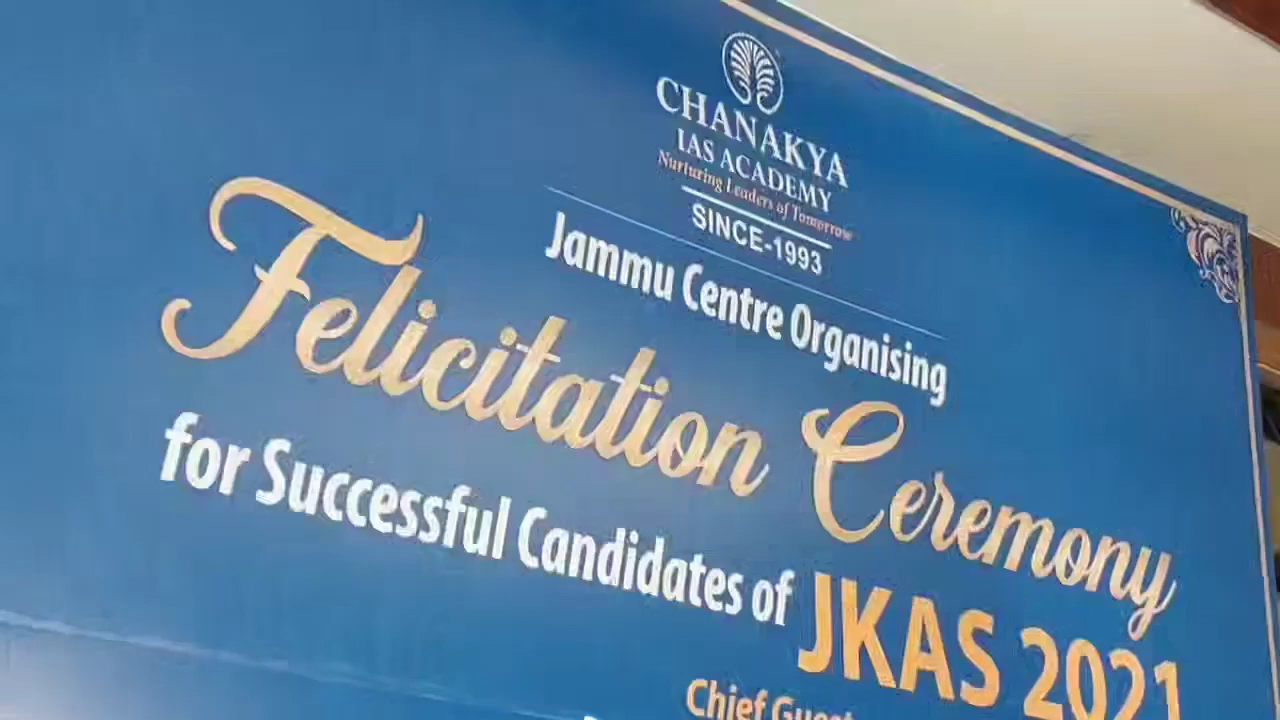 CHANAKYA
IAS ACADEMY
Nurturing Leaders of Tomorrow
SINCE-1993
Jammu Centre Organising
Felicitation Ceremony
for Successful Candidates of JKAS 2021
Chief Guest